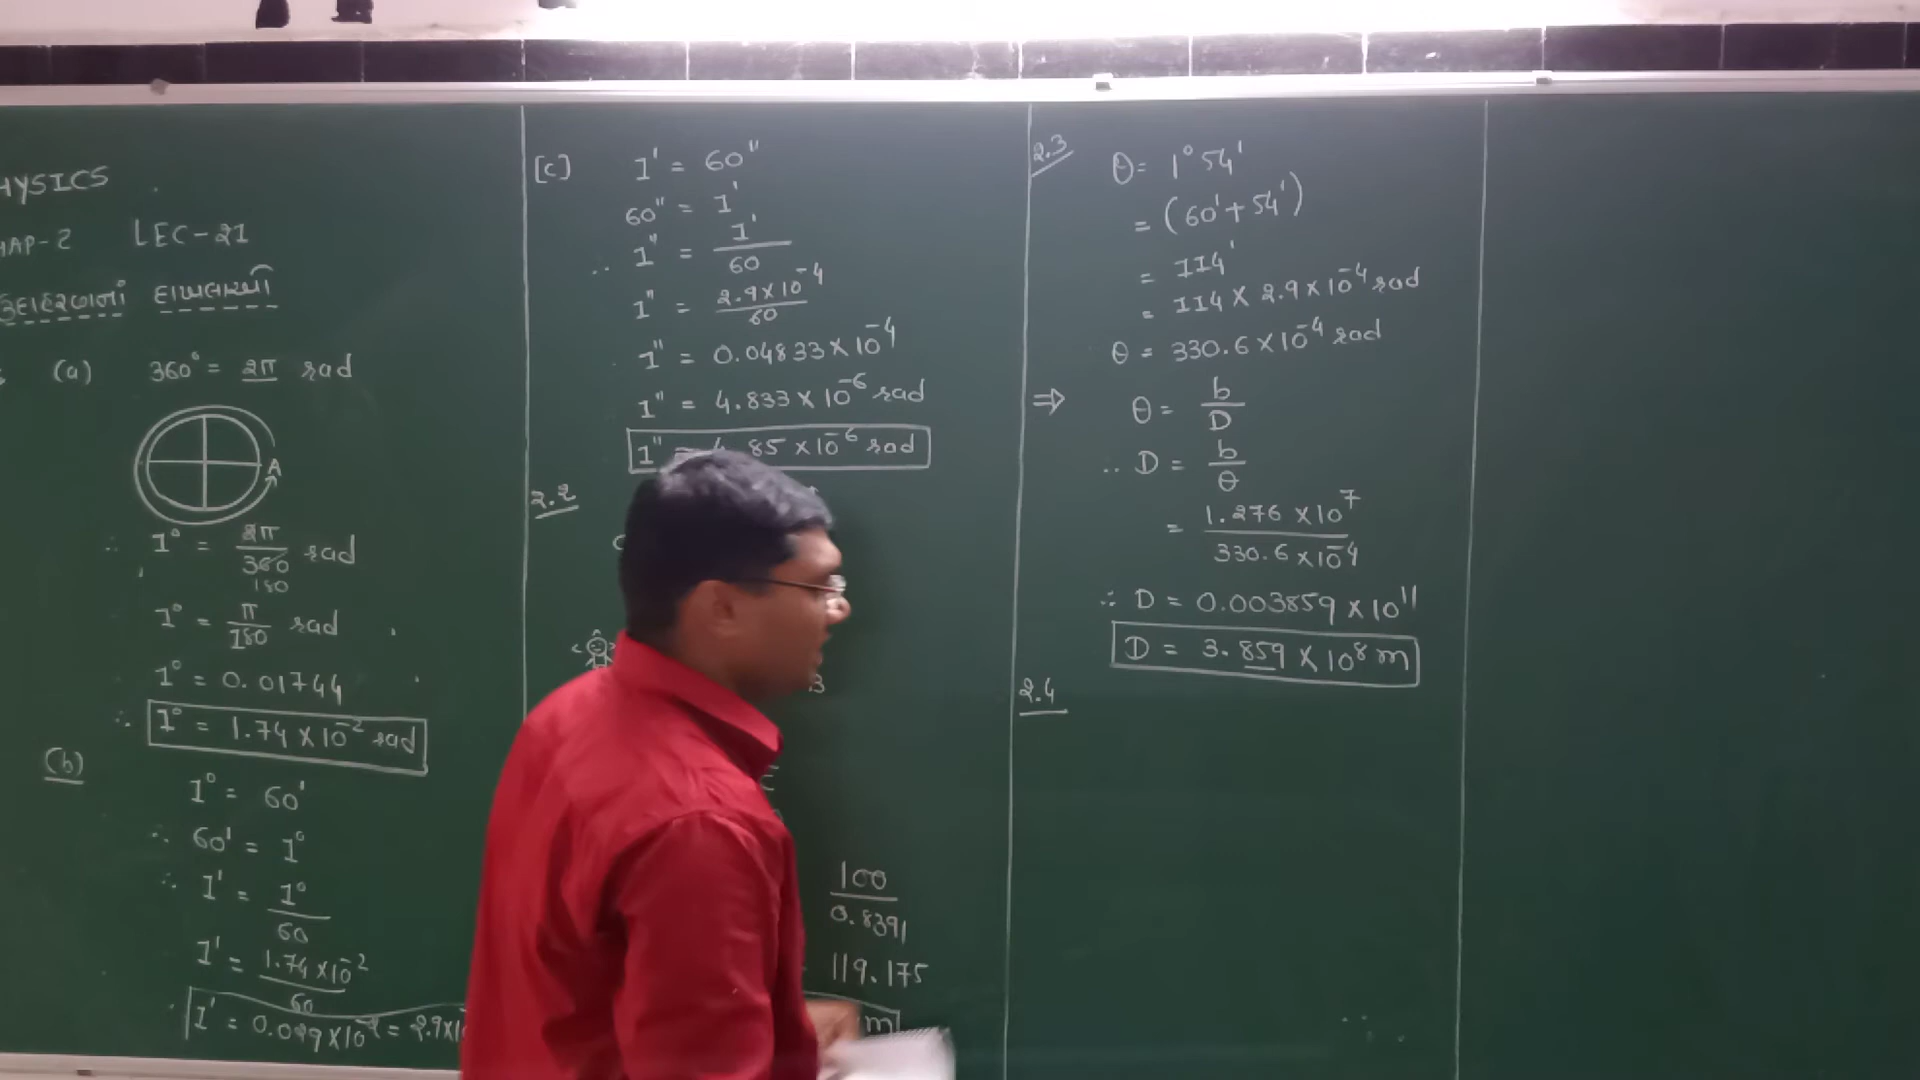 HYSICS
HAP-2 LEC-21
ઉદાહરણનાં દાખલાઓ
(a) 360° = 2π rad
A
∴ 1° = 2π/360 rad
180
1° = π/180 rad
1° = 0.01744
∴ 1° = 1.74 × 10⁻² rad
(b)
1° = 60'
∴ 60' = 1°
∴ 1' = 1°/60
1' = 1.74 × 10⁻²/60
1' = 0.029 × 10⁻² = 2.9 × 10
[c] 1' = 60"
60" = 1'
∴ 1" = 1'/60
1" = 2.9 × 10⁻⁴/60
1" = 0.04833 × 10⁻⁴
1" = 4.833 × 10⁻⁶ rad
1" = 4.85 × 10⁻⁶ rad
2.2
100/0.8391
119.175
m
2.3
θ = 1° 54'
= (60' + 54')
= 114'
= 114 × 2.9 × 10⁻⁴ rad
θ = 330.6 × 10⁻⁴ rad
⇒ θ = b/D
∴ D = b/θ
= 1.276 × 10⁷/330.6 × 10⁻⁴
∴ D = 0.003859 × 10¹¹
D = 3.859 × 10⁸ m
2.4